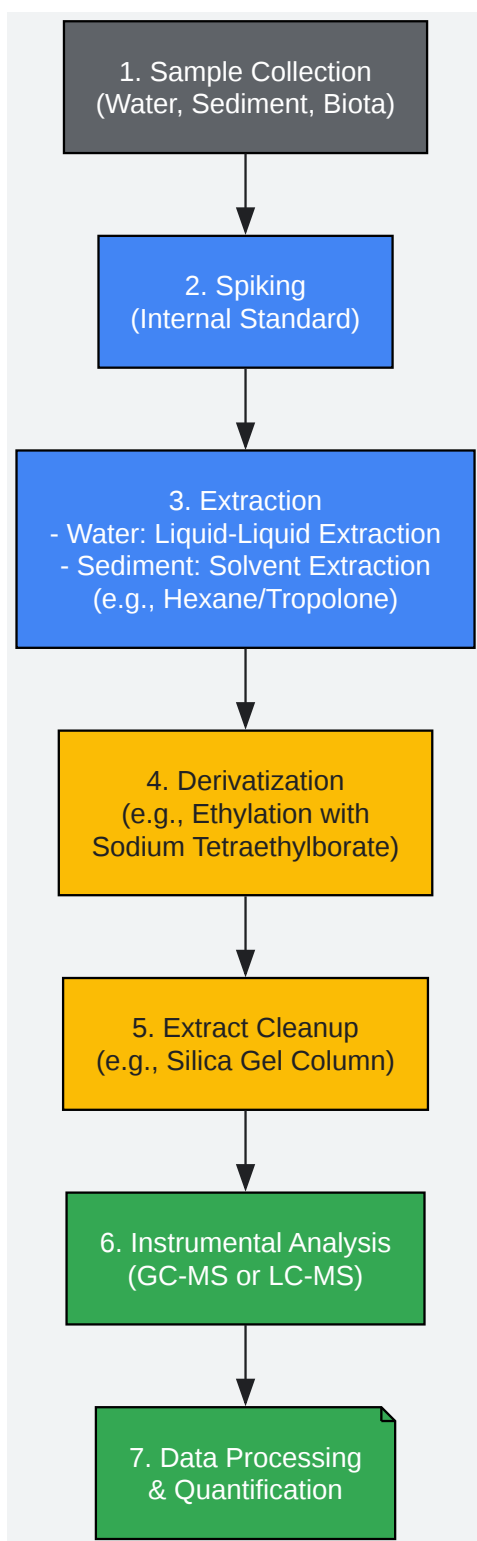 1. Sample Collection
(Water, Sediment, Biota)
2. Spiking
(Internal Standard)
3. Extraction
- Water: Liquid-Liquid Extraction
- Sediment: Solvent Extraction
(e.g., Hexane/Tropolone)
4. Derivatization
(e.g., Ethylation with
Sodium Tetraethylborate)
5. Extract Cleanup
(e.g., Silica Gel Column)
6. Instrumental Analysis
(GC-MS or LC-MS)
7. Data Processing
& Quantification